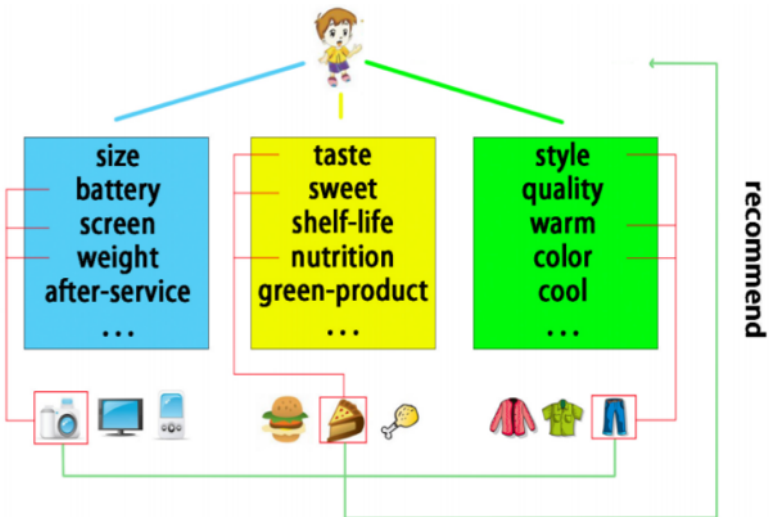 size
battery
screen
weight
after-service
...
taste
sweet
shelf-life
nutrition
green-product
...
style
quality
warm
color
cool
...
recommend